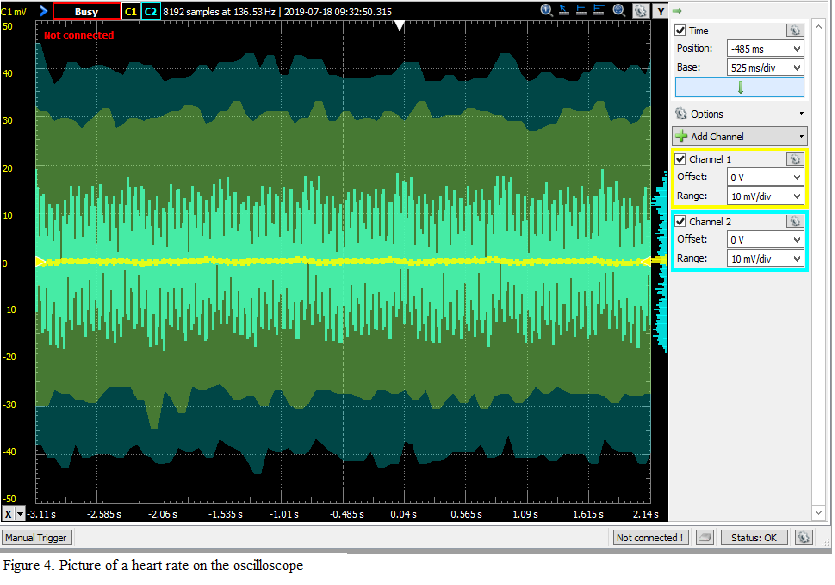 C1 mV Busy C1 C2 8192 samples at 136.53 Hz | 2019-07-18 09:32:50.315 Y
Not connected
50
40
30
20
10
0
-10
-20
-30
-40
-50
X -3.11 s -2.585 s -2.06 s -1.535 s -1.01 s -0.485 s 0.04 s 0.565 s 1.09 s 1.615 s 2.14 s
Time
Position: -485 ms
Base: 525 ms/div
Options
Add Channel
Channel 1
Offset: 0 V
Range: 10 mV/div
Channel 2
Offset: 0 V
Range: 10 mV/div
Manual Trigger Not connected ! Status: OK
Figure 4. Picture of a heart rate on the oscilloscope